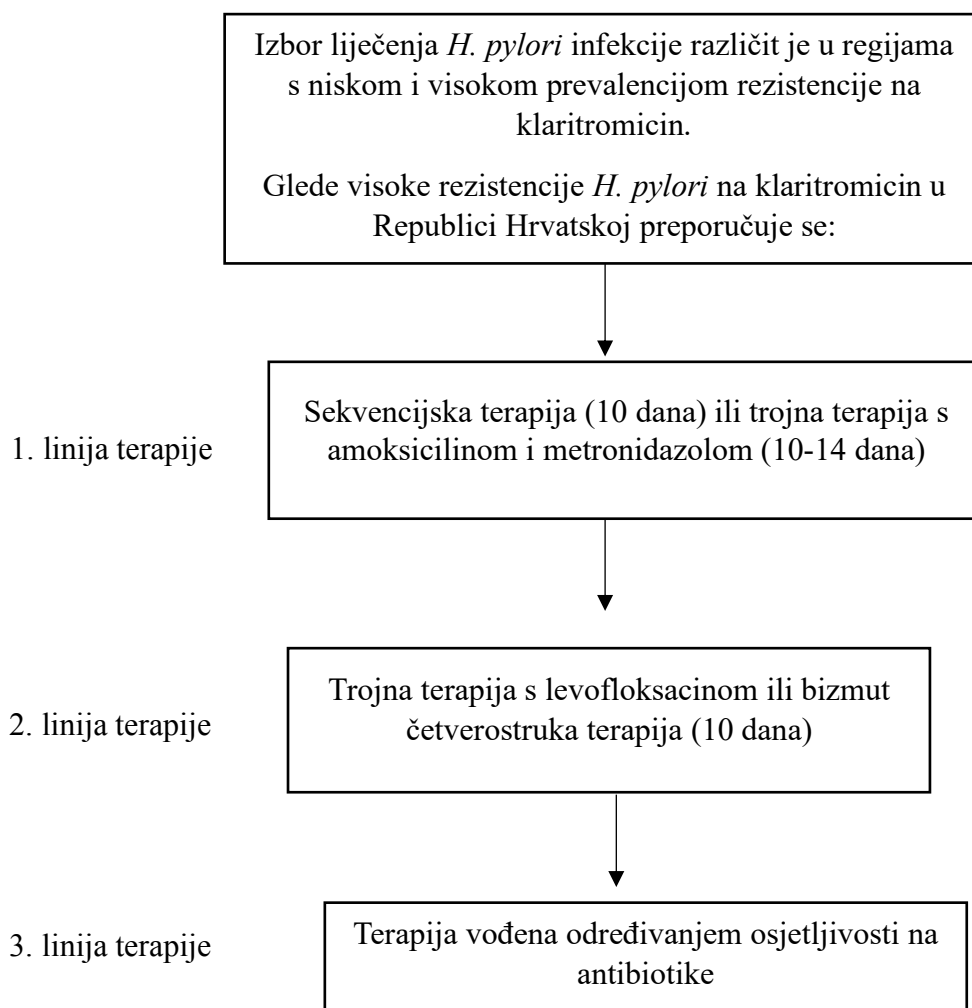 Izbor liječenja H. pylori infekcije različit je u regijama
s niskom i visokom prevalencijom rezistencije na
klaritromicin.
Glede visoke rezistencije H. pylori na klaritromicin u
Republici Hrvatskoj preporučuje se:
1. linija terapije
Sekvencijska terapija (10 dana) ili trojna terapija s
amoksicilinom i metronidazolom (10-14 dana)
2. linija terapije
Trojna terapija s levofloksacinom ili bizmut
četverostruka terapija (10 dana)
3. linija terapije
Terapija vođena određivanjem osjetljivosti na
antibiotike